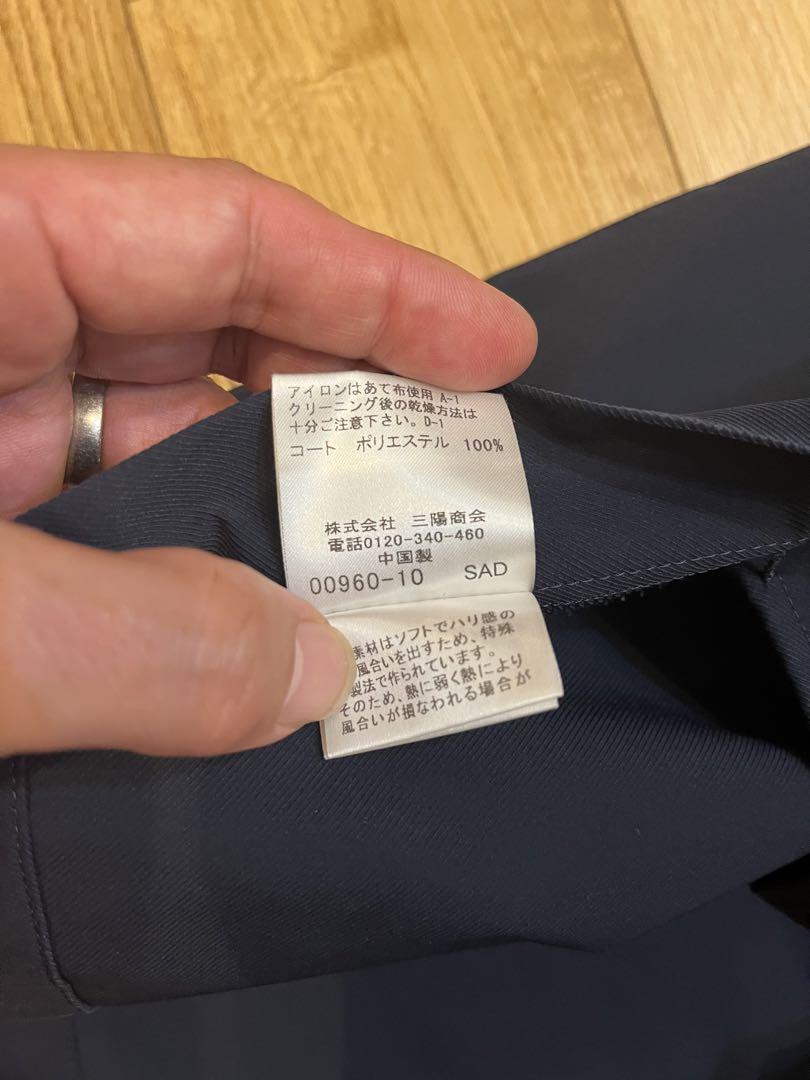 アイロンはあて布使用 A-1
クリーニング後の乾燥方法は
十分ご注意下さい。D-1
コート ポリエステル 100%
株式会社 三陽商会
電話0120-340-460
中国製
00960-10 SAD
素材はソフトでハリ感の
風合いを出すため、特殊
製法で作られています。
そのため、熱に弱く熱により
風合いが損なわれる場合が